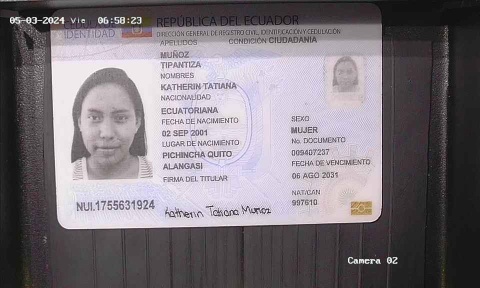 05-03-2024 Vie 06:58:23
REPÚBLICA DEL ECUADOR
IDENTIDAD
DIRECCIÓN GENERAL DE REGISTRO CIVIL, IDENTIFICACIÓN Y CEDULACIÓN
APELLIDOS CONDICIÓN CIUDADANÍA
MUÑOZ
TIPANTIZA
NOMBRES
KATHERIN TATIANA
NACIONALIDAD
ECUATORIANA
FECHA DE NACIMIENTO
02 SEP 2001
LUGAR DE NACIMIENTO
PICHINCHA QUITO
ALANGASI
FIRMA DEL TITULAR
SEXO
MUJER
No. DOCUMENTO
009407237
FECHA DE VENCIMIENTO
06 AGO 2031
NAT/CAN
997610
NUI.1755631924
Katherin Tatiana Muñoz
Camera 02